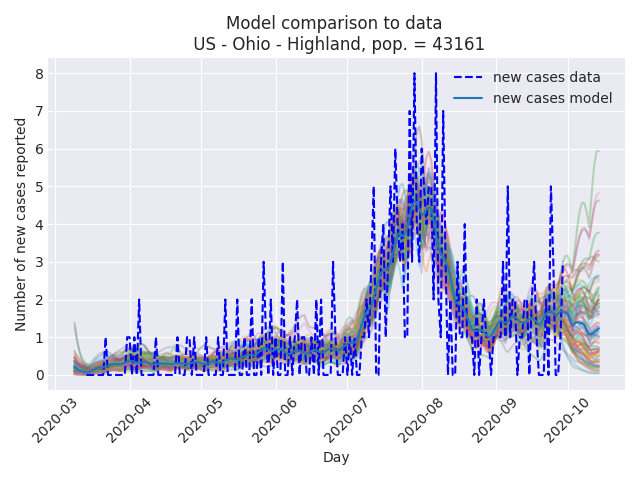 Model comparison to data
US - Ohio - Highland, pop. = 43161
new cases data
new cases model
Number of new cases reported
8
7
6
5
4
3
2
1
0
2020-03
2020-04
2020-05
2020-06
2020-07
2020-08
2020-09
2020-10
Day